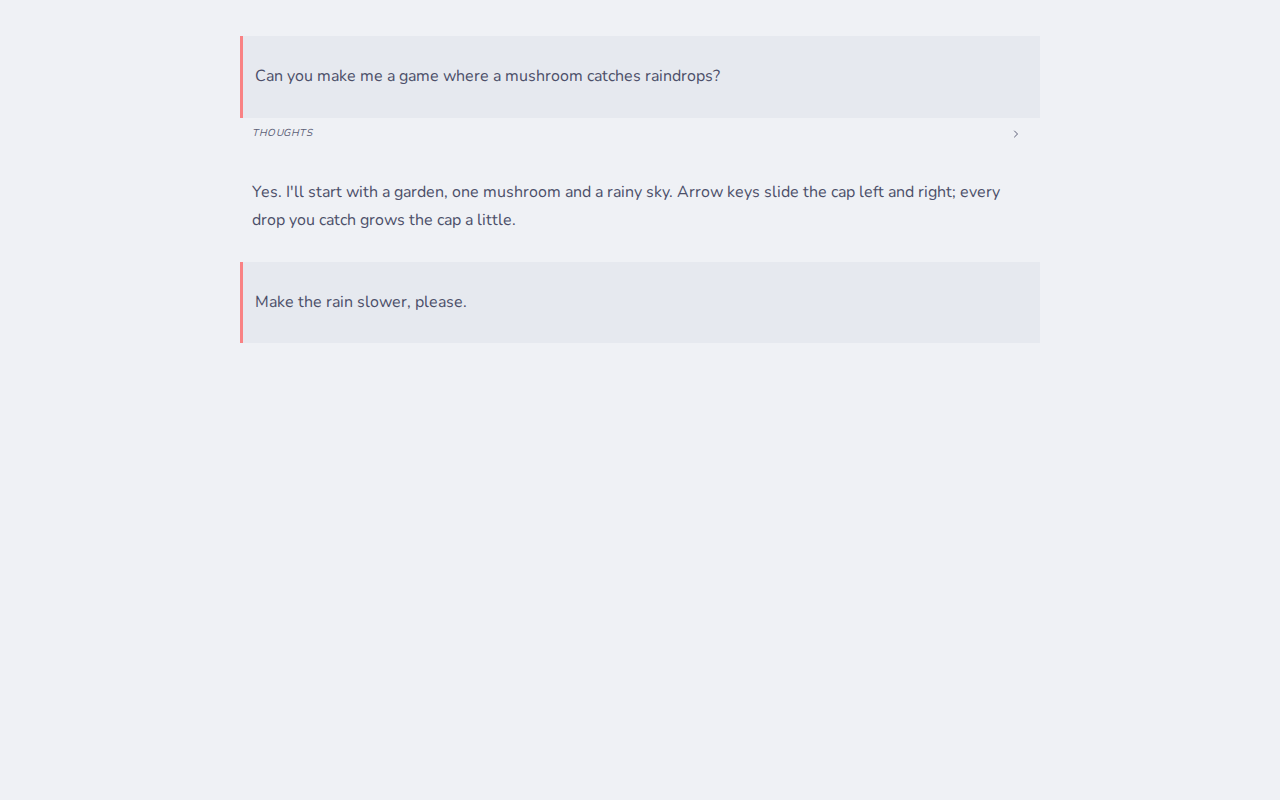 Can you make me a game where a mushroom catches raindrops?
THOUGHTS
Yes. I'll start with a garden, one mushroom and a rainy sky. Arrow keys slide the cap left and right; every
drop you catch grows the cap a little.
Make the rain slower, please.